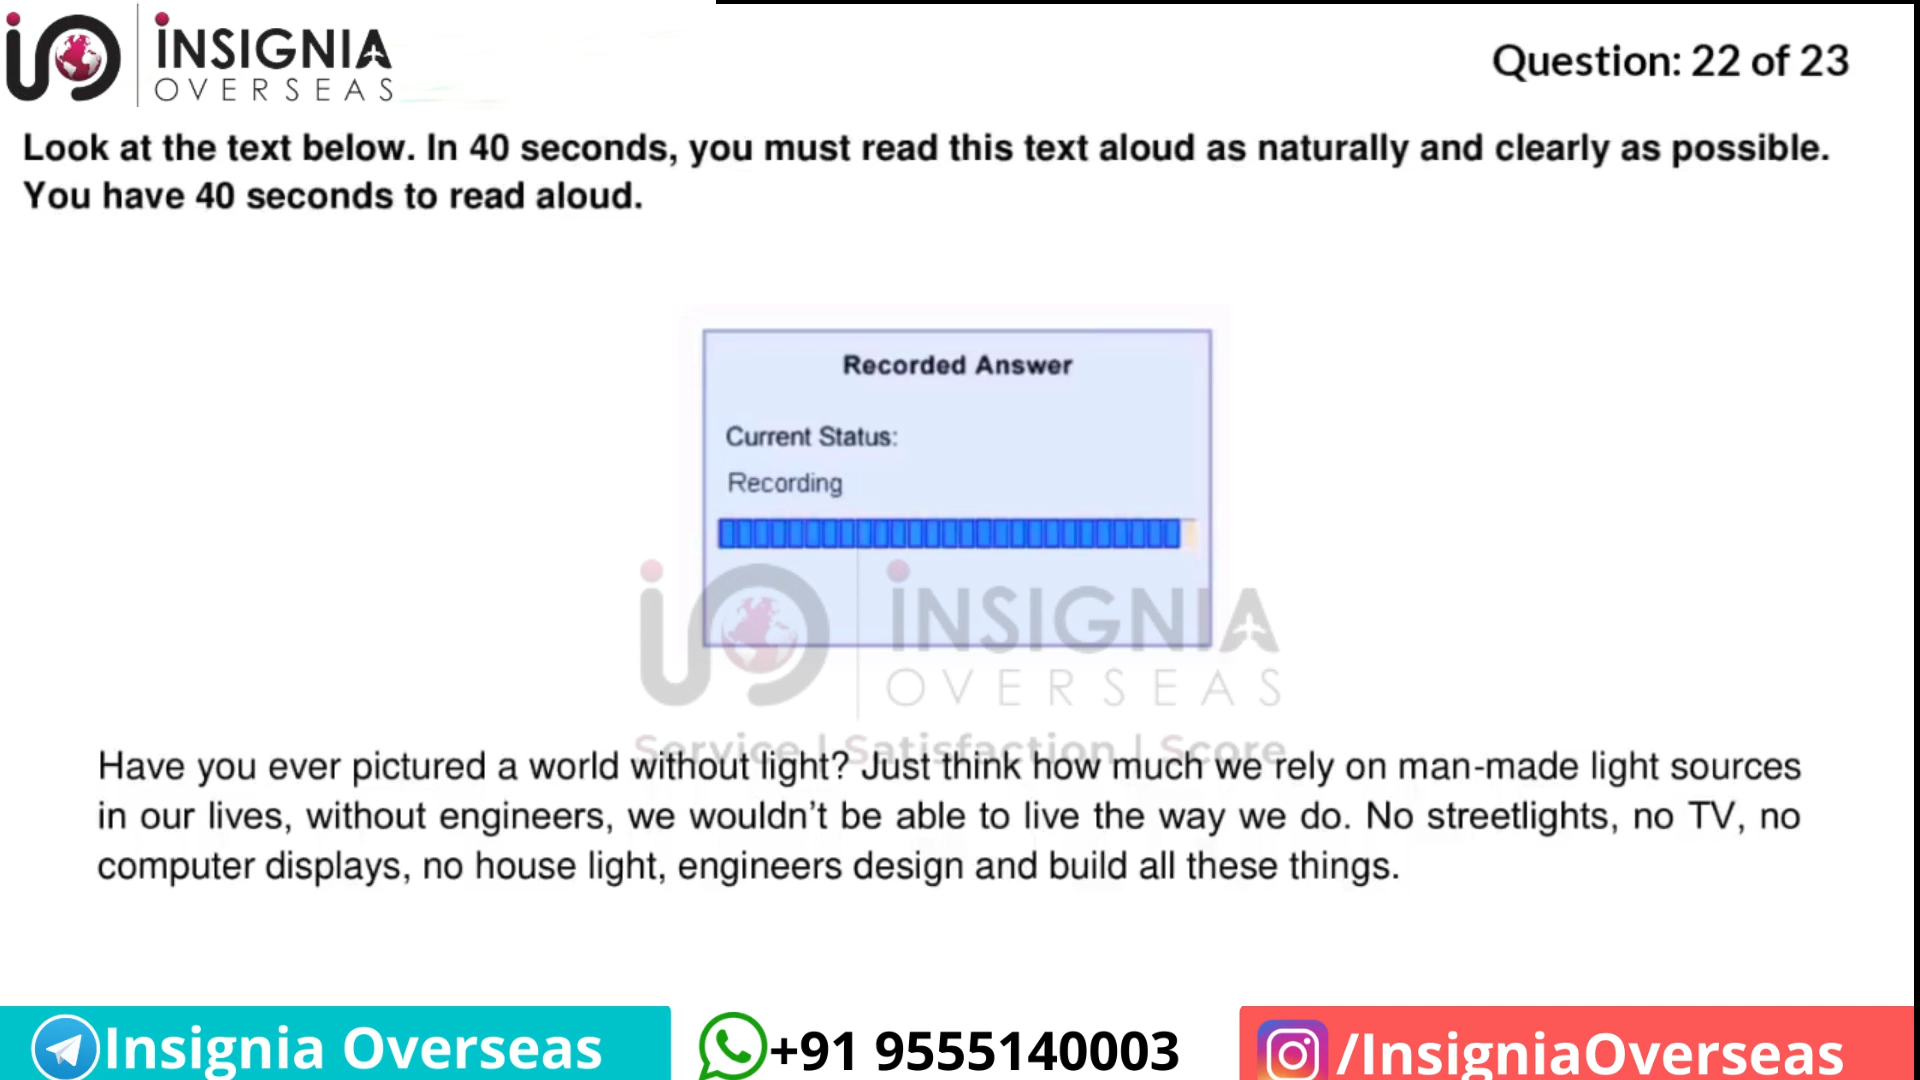 iNSIGNIA
OVERSEAS
Question: 22 of 23
Look at the text below. In 40 seconds, you must read this text aloud as naturally and clearly as possible.
You have 40 seconds to read aloud.
Recorded Answer
Current Status:
Recording
iNSIGNIA
OVERSEAS
Service | Satisfaction | Score
Have you ever pictured a world without light? Just think how much we rely on man-made light sources
in our lives, without engineers, we wouldn't be able to live the way we do. No streetlights, no TV, no
computer displays, no house light, engineers design and build all these things.
Insignia Overseas
+91 9555140003
/InsigniaOverseas